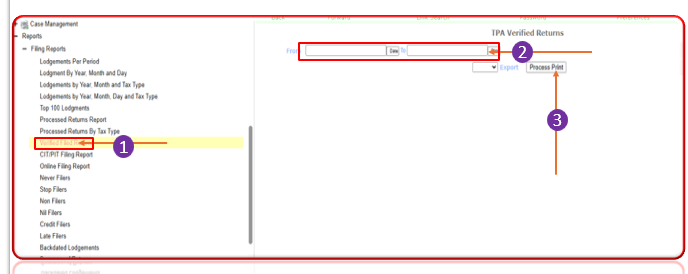 Back Forward Password Preferences
Case Management
Reports
Filing Reports
Lodgements Per Period
Lodgment By Year, Month and Day
Lodgements by Year, Month and Tax Type
Lodgements by Year, Month, Day and Tax Type
Top 100 Lodgments
Processed Returns Report
Processed Returns By Tax Type
Verified Filed
CIT/PIT Filing Report
Online Filing Report
Never Filers
Stop Filers
Non Filers
Nil Filers
Credit Filers
Late Filers
Backdated Lodgements
TPA Verified Returns
From To
Export Process Print
1
2
3